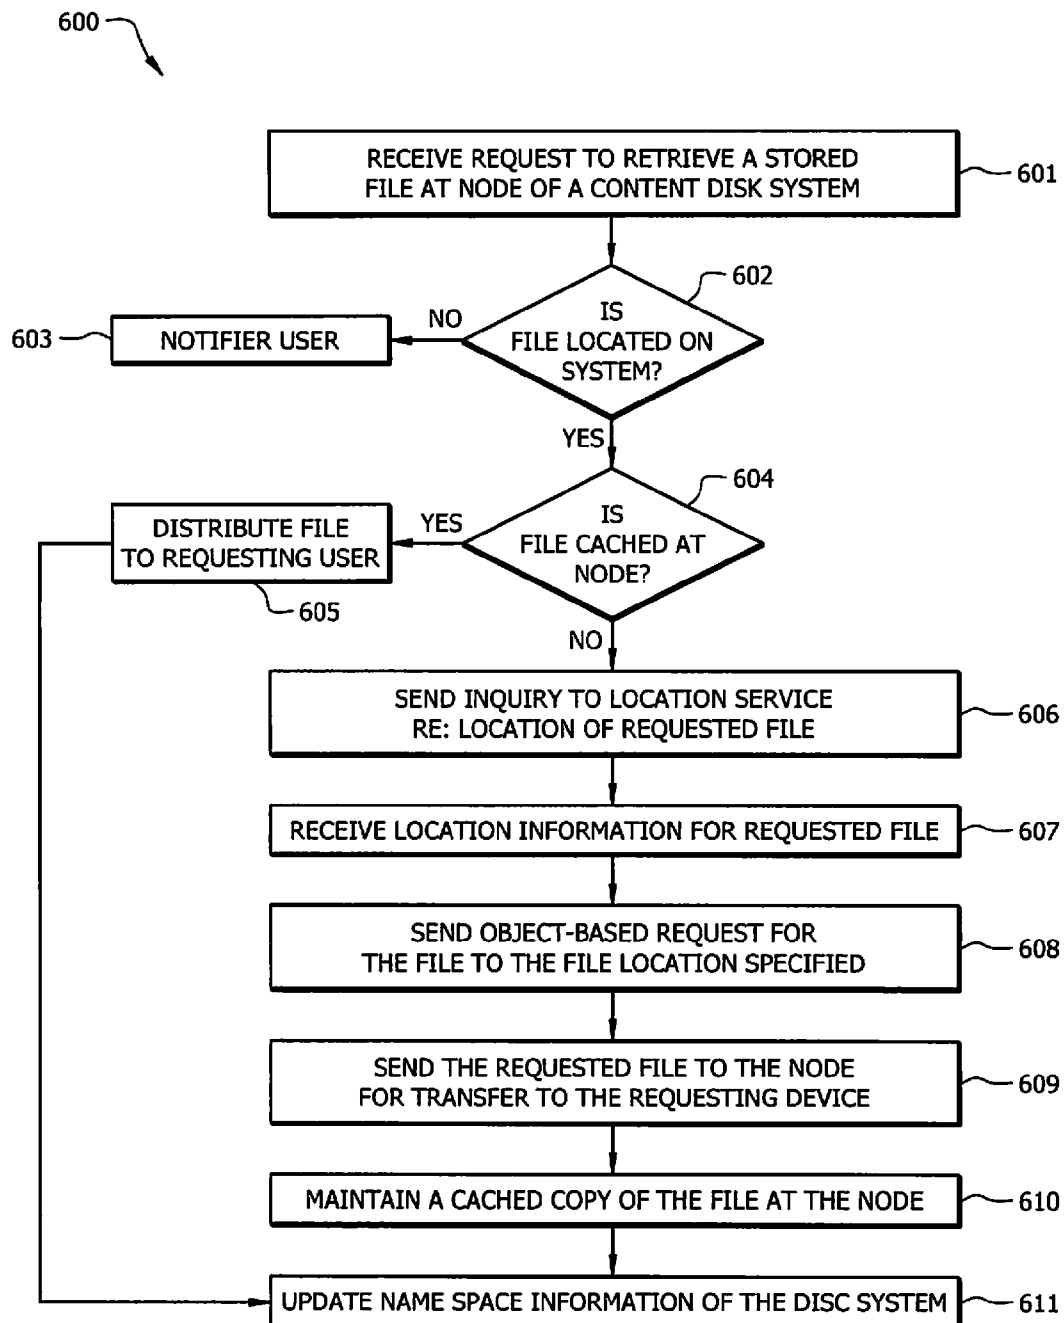 600
RECEIVE REQUEST TO RETRIEVE A STORED
FILE AT NODE OF A CONTENT DISK SYSTEM
601
IS
FILE LOCATED ON
SYSTEM?
602
NO
NOTIFIER USER
603
YES
IS
FILE CACHED AT
NODE?
604
YES
DISTRIBUTE FILE
TO REQUESTING USER
605
NO
SEND INQUIRY TO LOCATION SERVICE
RE: LOCATION OF REQUESTED FILE
606
RECEIVE LOCATION INFORMATION FOR REQUESTED FILE
607
SEND OBJECT-BASED REQUEST FOR
THE FILE TO THE FILE LOCATION SPECIFIED
608
SEND THE REQUESTED FILE TO THE NODE
FOR TRANSFER TO THE REQUESTING DEVICE
609
MAINTAIN A CACHED COPY OF THE FILE AT THE NODE
610
UPDATE NAME SPACE INFORMATION OF THE DISC SYSTEM
611